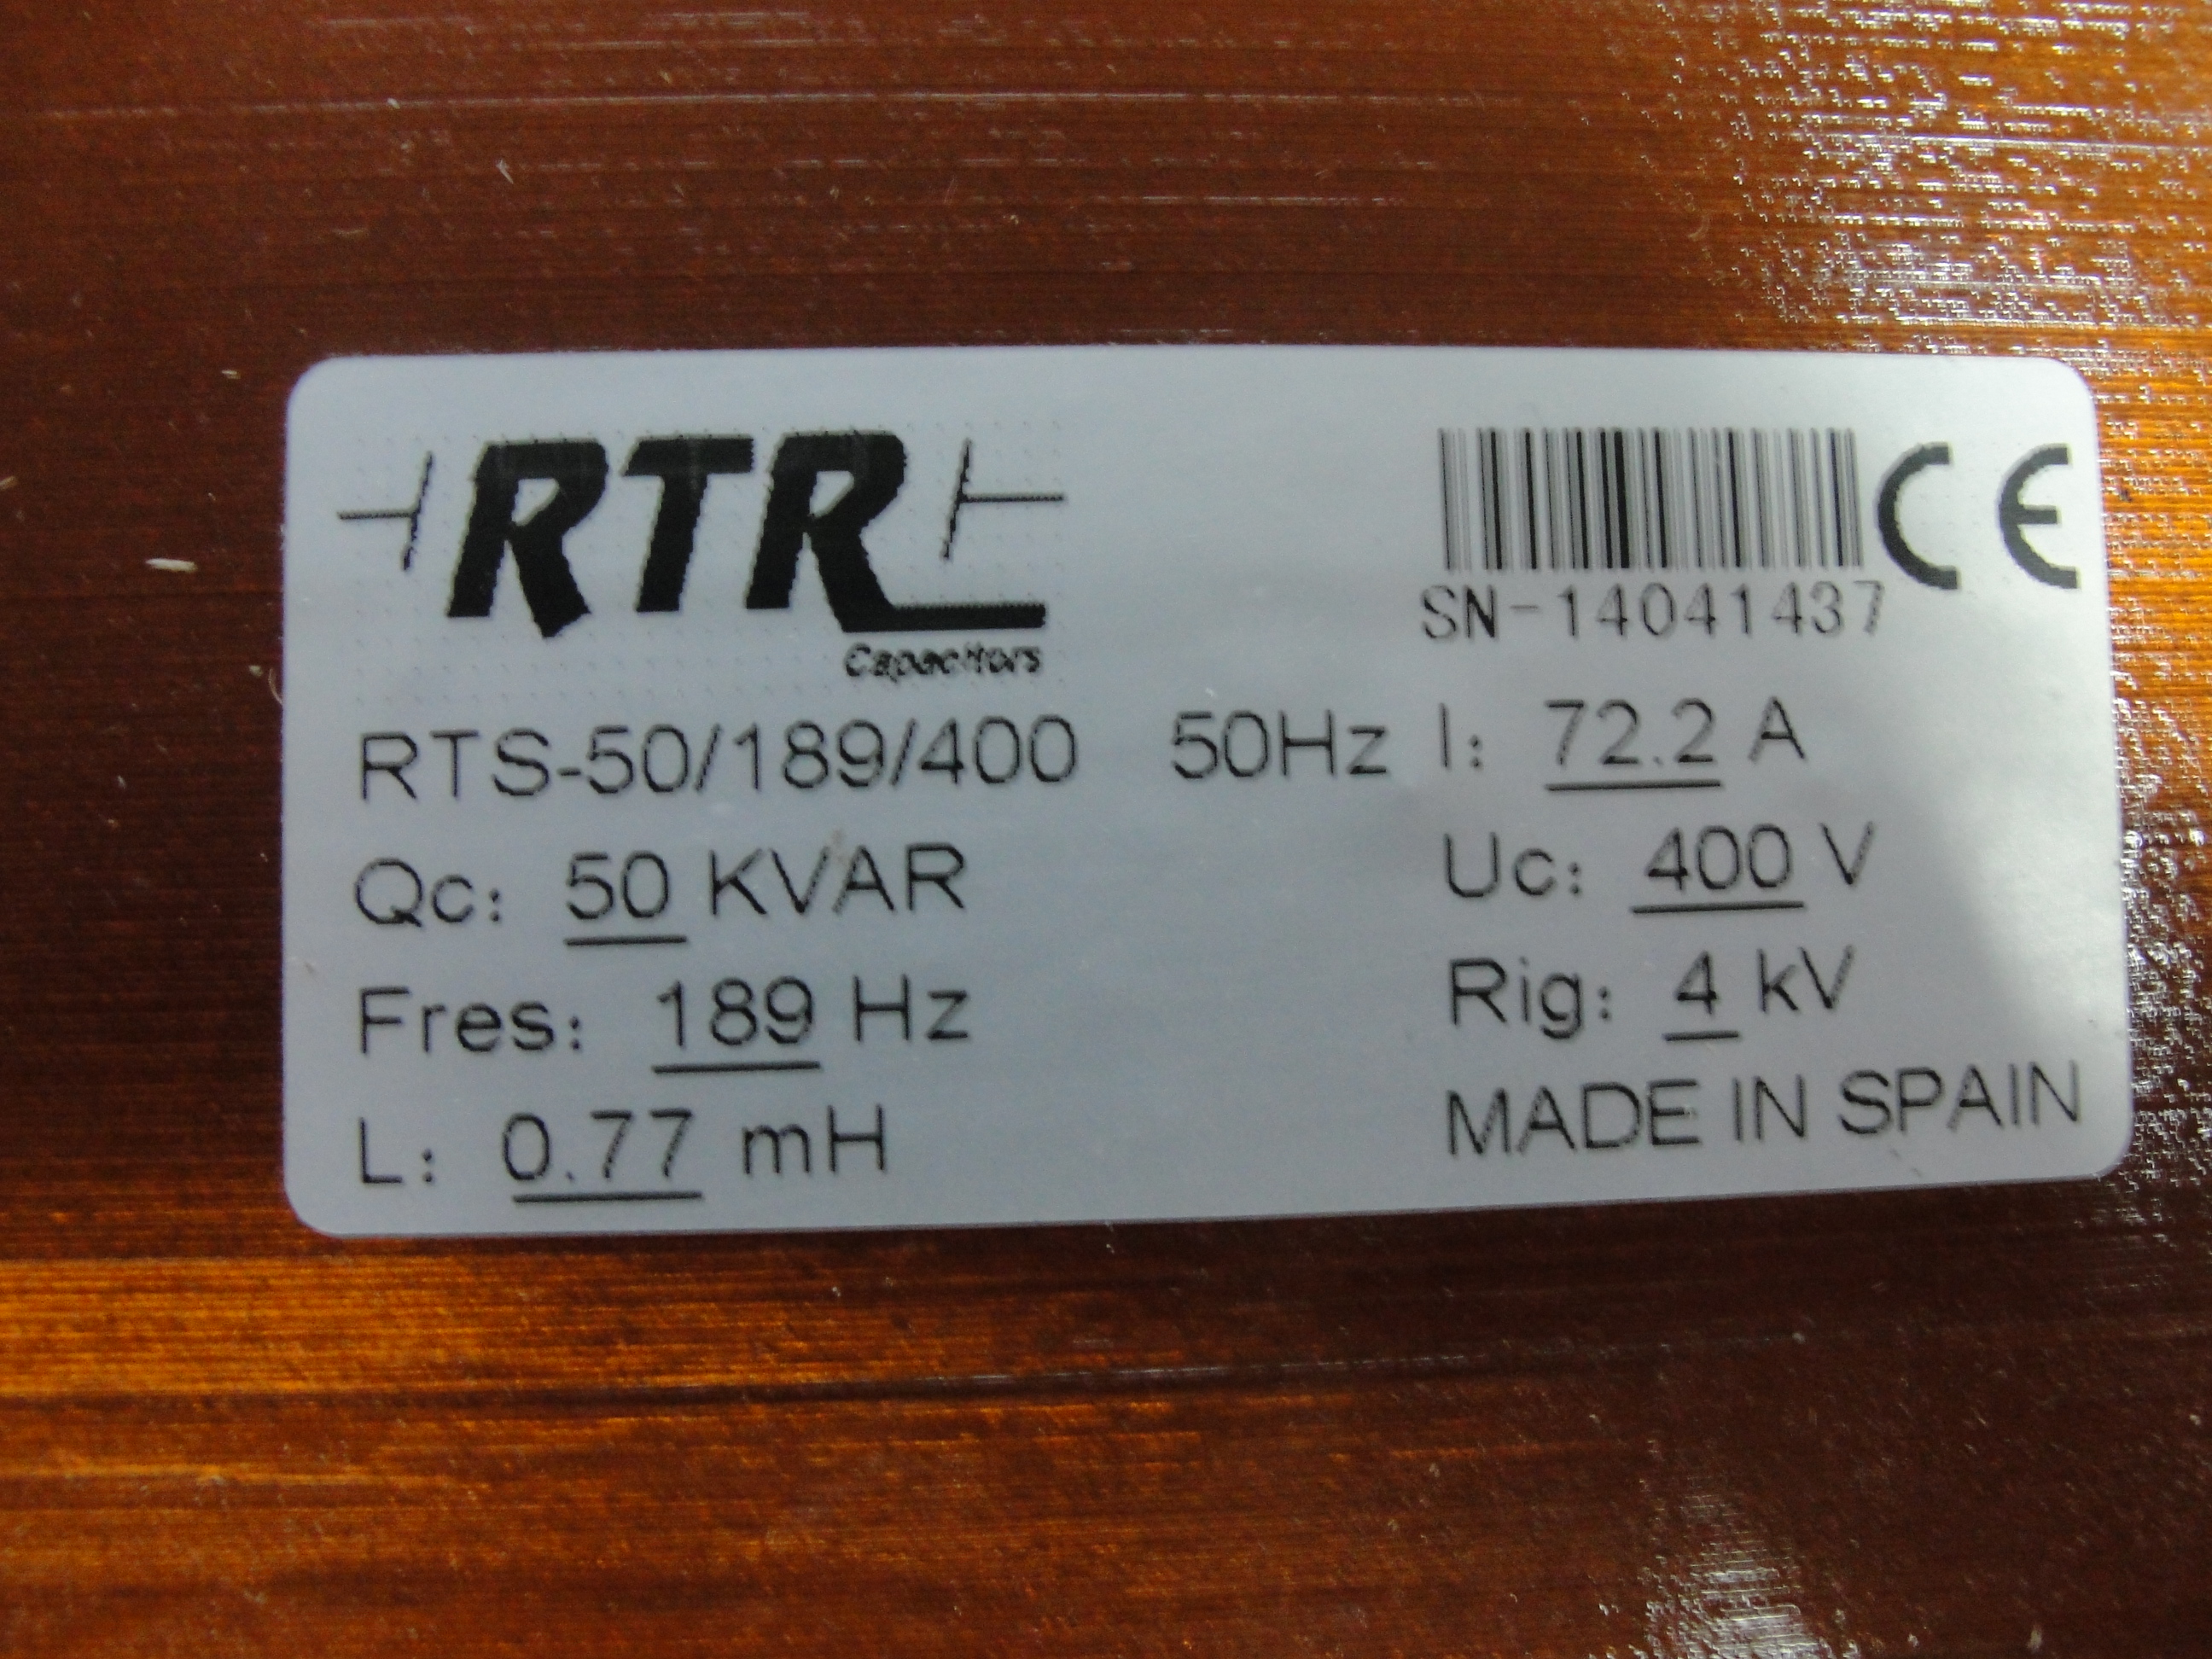 RTR
Capacitors
CE
SN-14041437
RTS-50/189/400 50Hz I: 72.2 A
Qc: 50 KVAR Uc: 400 V
Fres: 189 Hz Rig: 4 kV
L: 0.77 mH MADE IN SPAIN